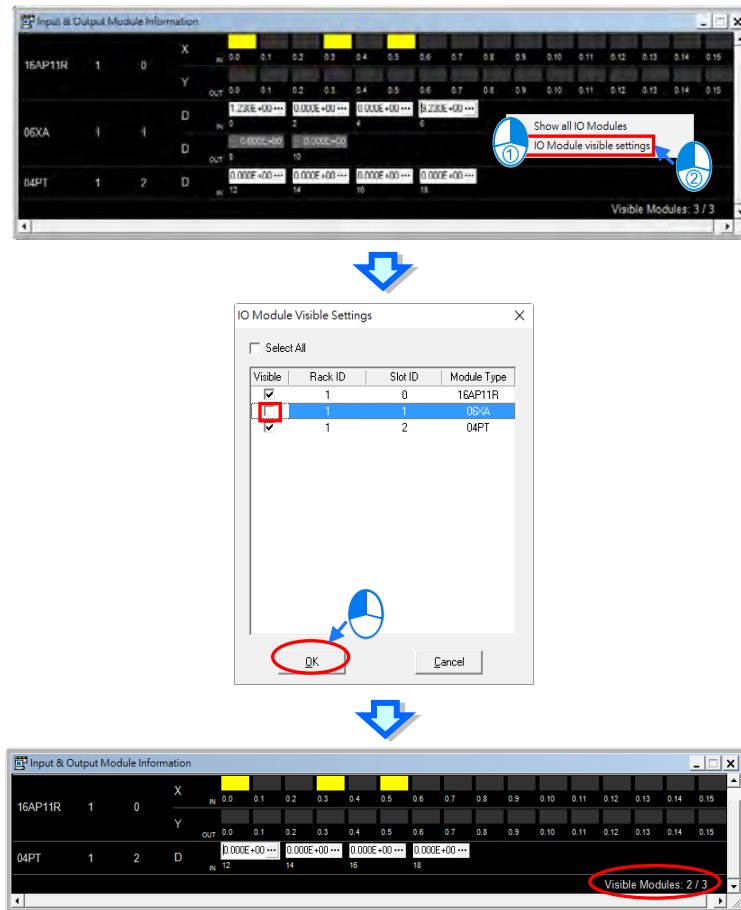 Input & Output Module Information
X
IN 0.0 0.1 0.2 0.3 0.4 0.5 0.6 0.7 0.8 0.9 0.10 0.11 0.12 0.13 0.14 0.15
16AP11R 1 0
Y
OUT 0.0 0.1 0.2 0.3 0.4 0.5 0.6 0.7 0.8 0.9 0.10 0.11 0.12 0.13 0.14 0.15
D 1.230E+00 ••• 0.000E+00 ••• 0.000E+00 ••• 9.230E+00 •••
IN 0 2 4 6
06XA 1 1
D 0.000E+00 0.000E+00
OUT 8 10
04PT 1 2 D 0.000E+00 ••• 0.000E+00 ••• 0.000E+00 ••• 0.000E+00 •••
IN 12 14 16 18
Show all IO Modules
IO Module visible settings
① ②
Visible Modules: 3 / 3
IO Module Visible Settings
Select All
Visible Rack ID Slot ID Module Type
1 0 16AP11R
1 1 06XA
1 2 04PT
OK Cancel
Input & Output Module Information
X
IN 0.0 0.1 0.2 0.3 0.4 0.5 0.6 0.7 0.8 0.9 0.10 0.11 0.12 0.13 0.14 0.15
16AP11R 1 0
Y
OUT 0.0 0.1 0.2 0.3 0.4 0.5 0.6 0.7 0.8 0.9 0.10 0.11 0.12 0.13 0.14 0.15
04PT 1 2 D 0.000E+00 ••• 0.000E+00 ••• 0.000E+00 ••• 0.000E+00 •••
IN 12 14 16 18
Visible Modules: 2 / 3